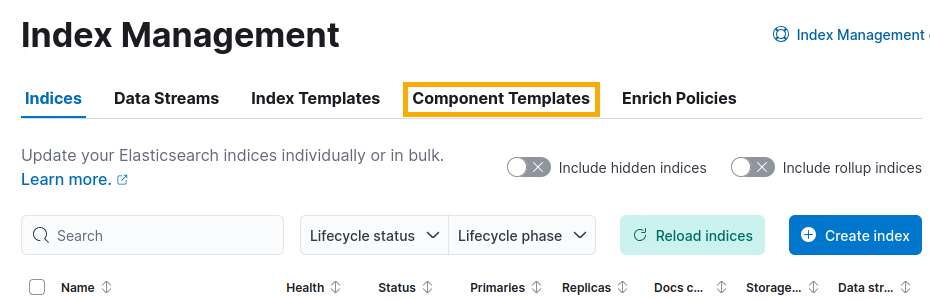 Index Management
Index Management
Indices Data Streams Index Templates Component Templates Enrich Policies
Update your Elasticsearch indices individually or in bulk.
Learn more.
Include hidden indices Include rollup indices
Search Lifecycle status Lifecycle phase Reload indices Create index
Name Health Status Primaries Replicas Docs c... Storage... Data str...